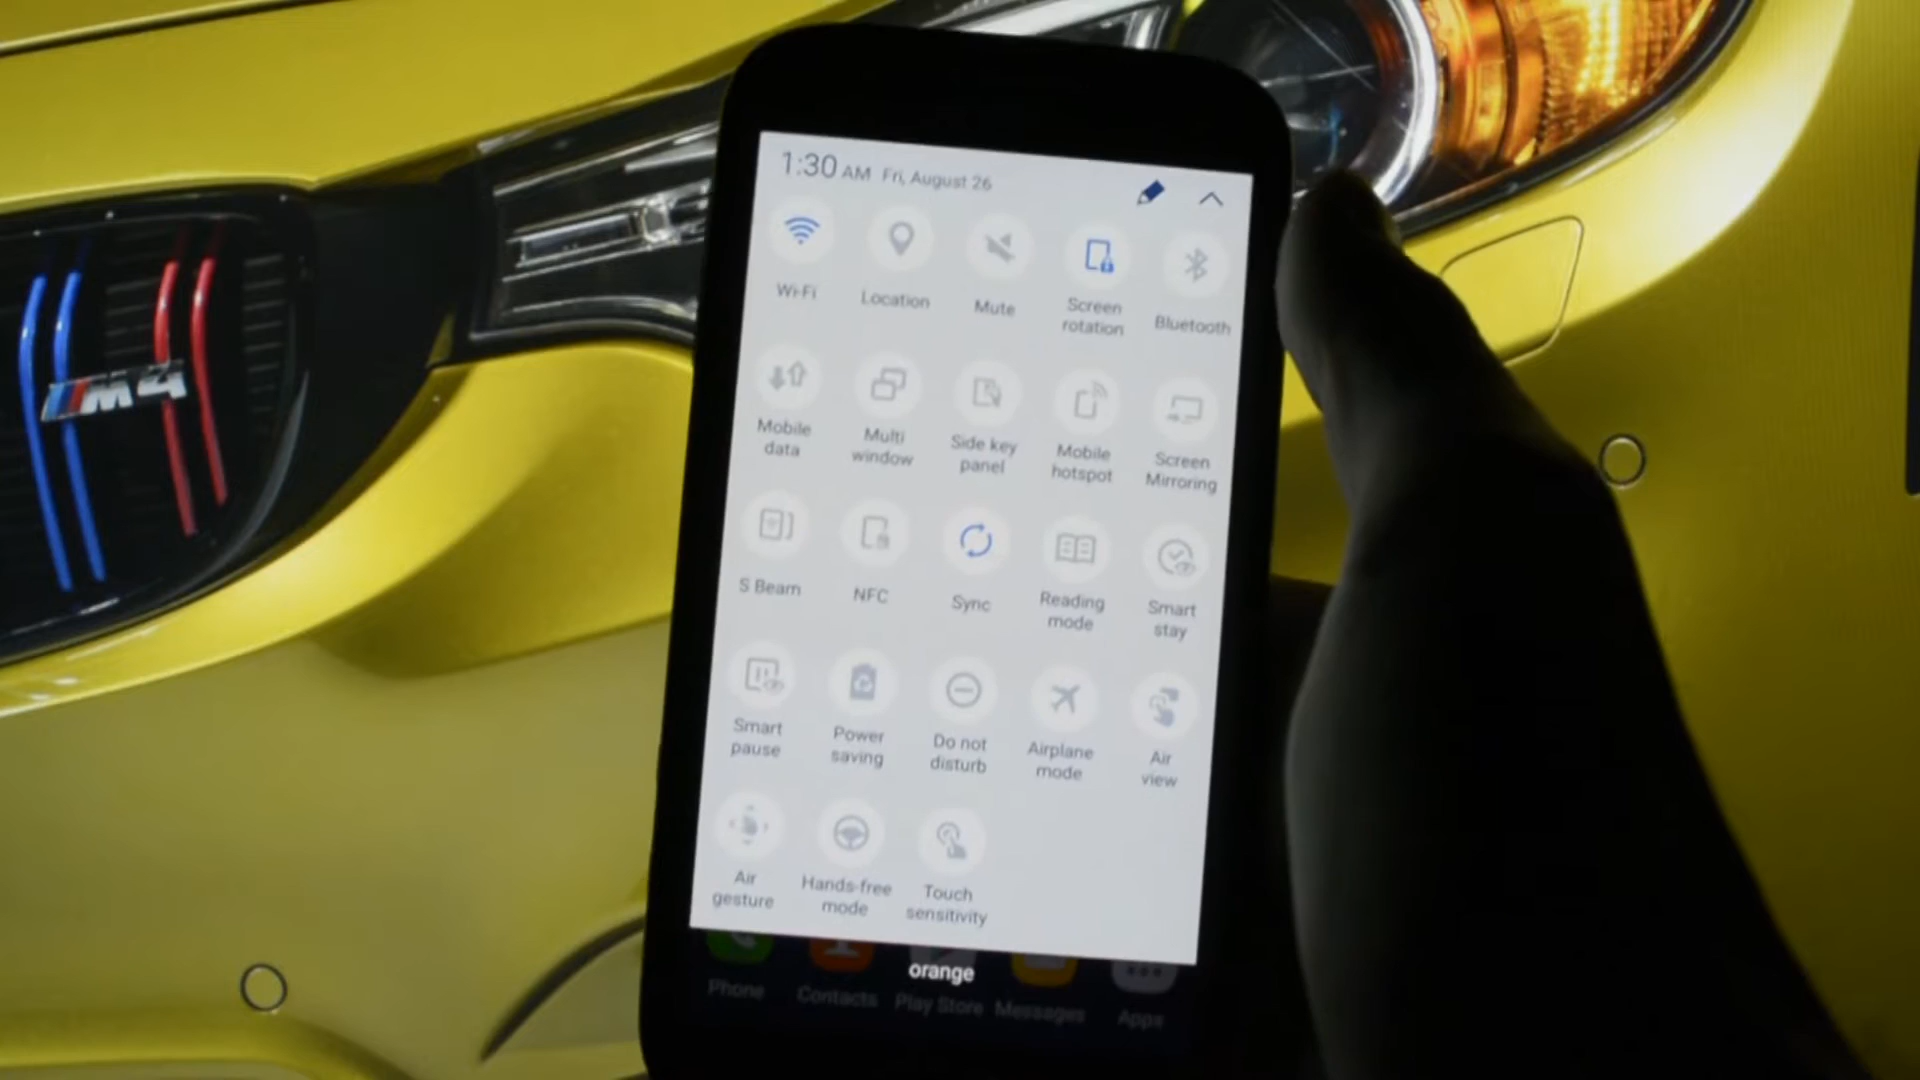 1:30 AM Fri, August 26
Wi-Fi
Location
Mute
Screen
rotation
Bluetooth
Mobile
data
Multi
window
Side key
panel
Mobile
hotspot
Screen
Mirroring
S Beam
NFC
Sync
Reading
mode
Smart
stay
Smart
pause
Power
saving
Do not
disturb
Airplane
mode
Air
view
Air
gesture
Hands-free
mode
Touch
sensitivity
orange
Phone
Contacts
Play Store
Messages
Apps
M4